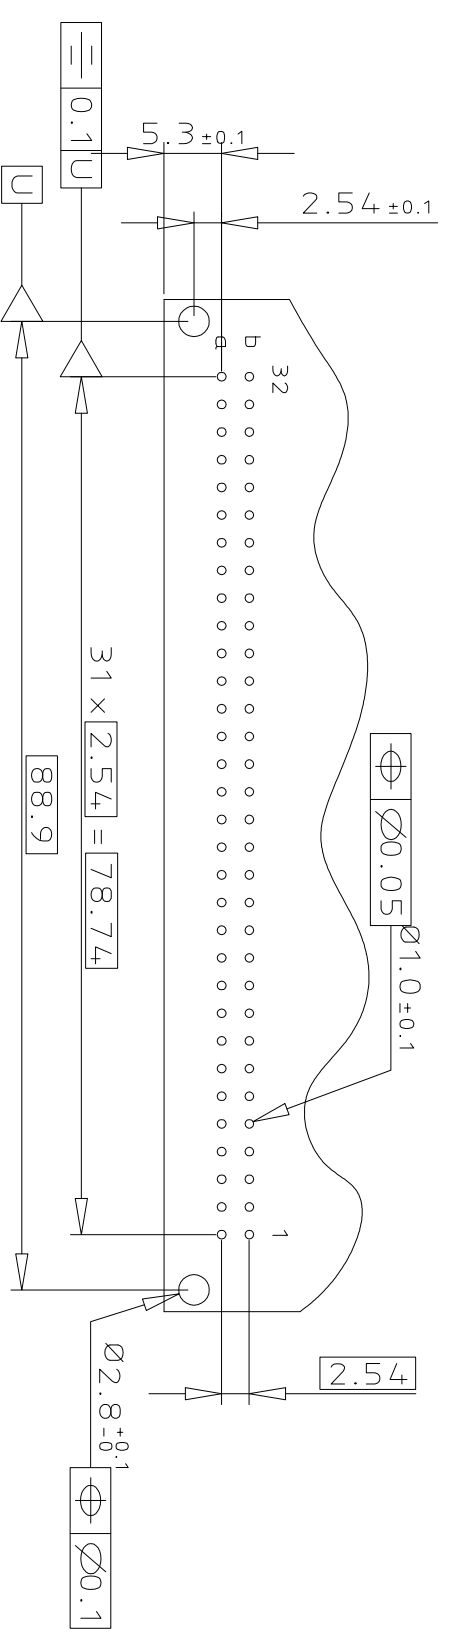 ⌯ 0.1 U
5.3 ±0.1
U
2.54 ±0.1
b
a
32
31 x 2.54 = 78.74
88.9
⌖ Ø0.05
Ø1.0 ±0.1
1
2.54
Ø2.8 +0.1 -0
⌖ Ø0.1